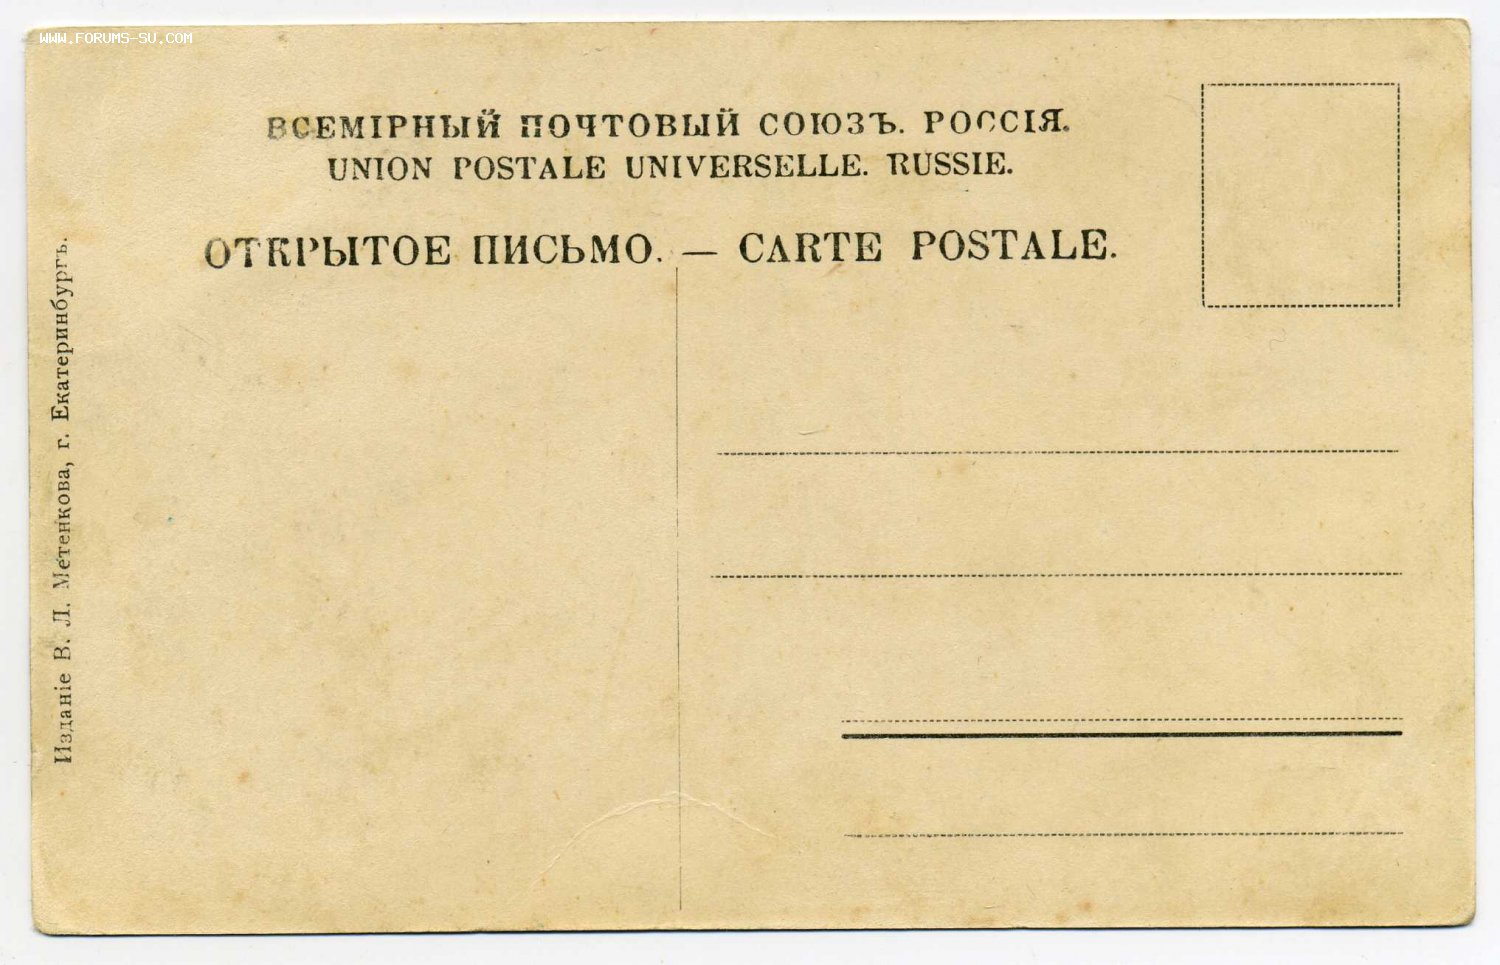 WWW.FORUMS-SU.COM
ВСЕМІРНЫЙ ПОЧТОВЫЙ СОЮЗЪ. РОССІЯ.
UNION POSTALE UNIVERSELLE. RUSSIE.
ОТКРЫТОЕ ПИСЬМО. — CARTE POSTALE.
Изданіе В. Л. Метенкова, г. Екатеринбургъ.